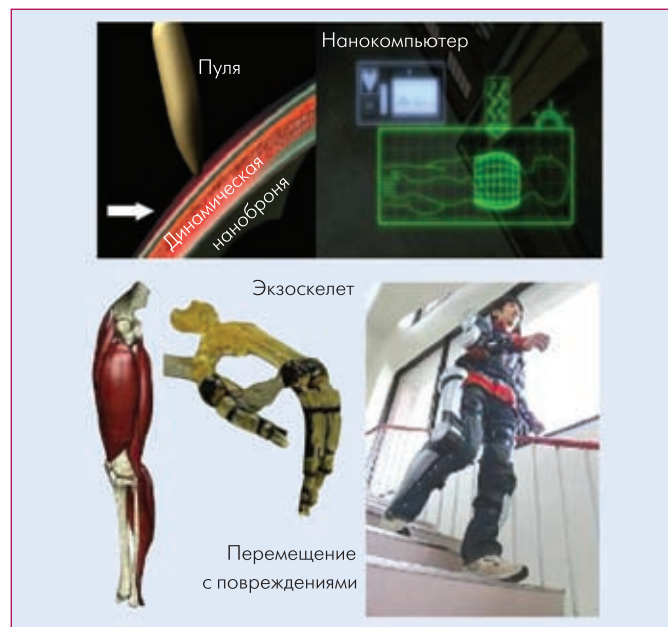 Пуля
Нанокомпьютер
Динамическая
наноброня
Экзоскелет
Перемещение
с повреждениями